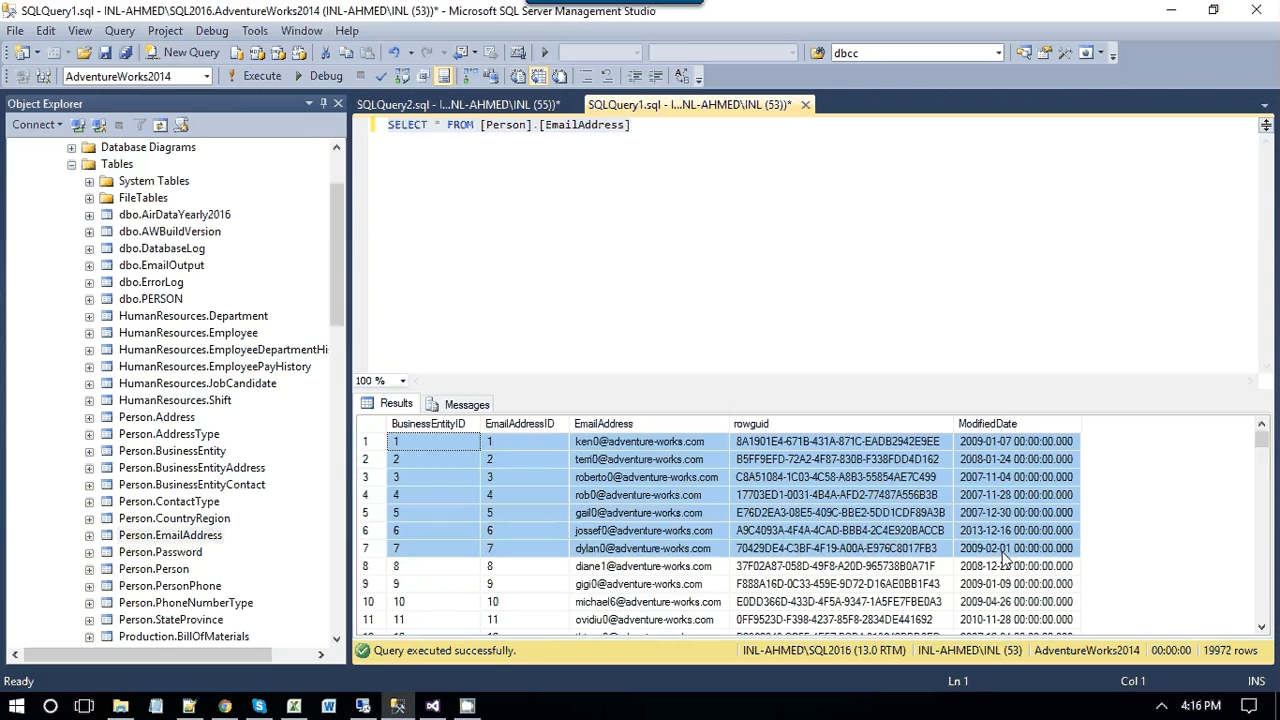 SQLQuery1.sql - INL-AHMED\SQL2016.AdventureWorks2014 (INL-AHMED\INL (53))* - Microsoft SQL Server Management Studio
File Edit View Query Project Debug Tools Window Help
New Query dbcc
AdventureWorks2014 Execute Debug
Object Explorer
SQLQuery2.sql - I...NL-AHMED\INL (55))* SQLQuery1.sql - I...NL-AHMED\INL (53))*
Connect
SELECT * FROM [Person].[EmailAddress]
Database Diagrams
Tables
System Tables
FileTables
dbo.AirDataYearly2016
dbo.AWBuildVersion
dbo.DatabaseLog
dbo.EmailOutput
dbo.ErrorLog
dbo.PERSON
HumanResources.Department
HumanResources.Employee
HumanResources.EmployeeDepartmentHi
HumanResources.EmployeePayHistory
HumanResources.JobCandidate
HumanResources.Shift
Person.Address
Person.AddressType
Person.BusinessEntity
Person.BusinessEntityAddress
Person.BusinessEntityContact
Person.ContactType
Person.CountryRegion
Person.EmailAddress
Person.Password
Person.Person
Person.PersonPhone
Person.PhoneNumberType
Person.StateProvince
Production.BillOfMaterials
100 %
Results Messages
BusinessEntityID EmailAddressID EmailAddress rowguid ModifiedDate
1 1 1 ken0@adventure-works.com 8A1901E4-671B-431A-871C-EADB2942E9EE 2009-01-07 00:00:00.000
2 2 2 terri0@adventure-works.com B5FF9EFD-72A2-4F87-830B-F338FDD4D162 2008-01-24 00:00:00.000
3 3 3 roberto0@adventure-works.com C8A51084-1C03-4C58-A8B3-55854AE7C499 2007-11-04 00:00:00.000
4 4 4 rob0@adventure-works.com 17703ED1-0031-4B4A-AFD2-77487A556B3B 2007-11-28 00:00:00.000
5 5 5 gail0@adventure-works.com E76D2EA3-08E5-409C-BBE2-5DD1CDF89A3B 2007-12-30 00:00:00.000
6 6 6 jossef0@adventure-works.com A9C4093A-4F4A-4CAD-BBB4-2C4E920BACCB 2013-12-16 00:00:00.000
7 7 7 dylan0@adventure-works.com 70429DE4-C3BF-4F19-A00A-E976C8017FB3 2009-02-01 00:00:00.000
8 8 8 diane1@adventure-works.com 37F02A87-058D-49F8-A20D-965738B0A71F 00:00:00.000
9 9 9 gigi0@adventure-works.com F888A16D-0C33-459E-9D72-D16AE0BB1F43 2009-01-09 00:00:00.000
10 10 10 michael6@adventure-works.com E0DD366D-433D-4F5A-9347-1A5FE7FBE0A3 2009-04-26 00:00:00.000
11 11 11 ovidiu0@adventure-works.com 0FF9523D-F398-4237-85F8-2834DE441692 2010-11-28 00:00:00.000
Query executed successfully. INL-AHMED\SQL2016 (13.0 RTM) INL-AHMED\INL (53) AdventureWorks2014 00:00:00 19972 rows
Ready Ln 1 Col 1 INS
4:16 PM